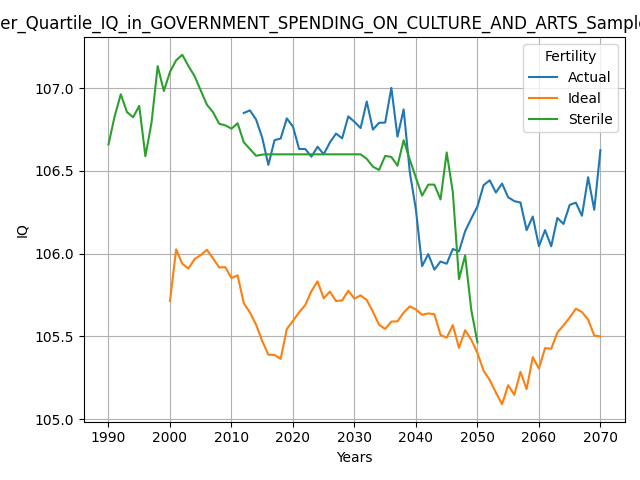 er_Quartile_IQ_in_GOVERNMENT_SPENDING_ON_CULTURE_AND_ARTS_Sample
Fertility
Actual
Ideal
Sterile
107.0
106.5
106.0
105.5
105.0
IQ
1990 2000 2010 2020 2030 2040 2050 2060 2070
Years